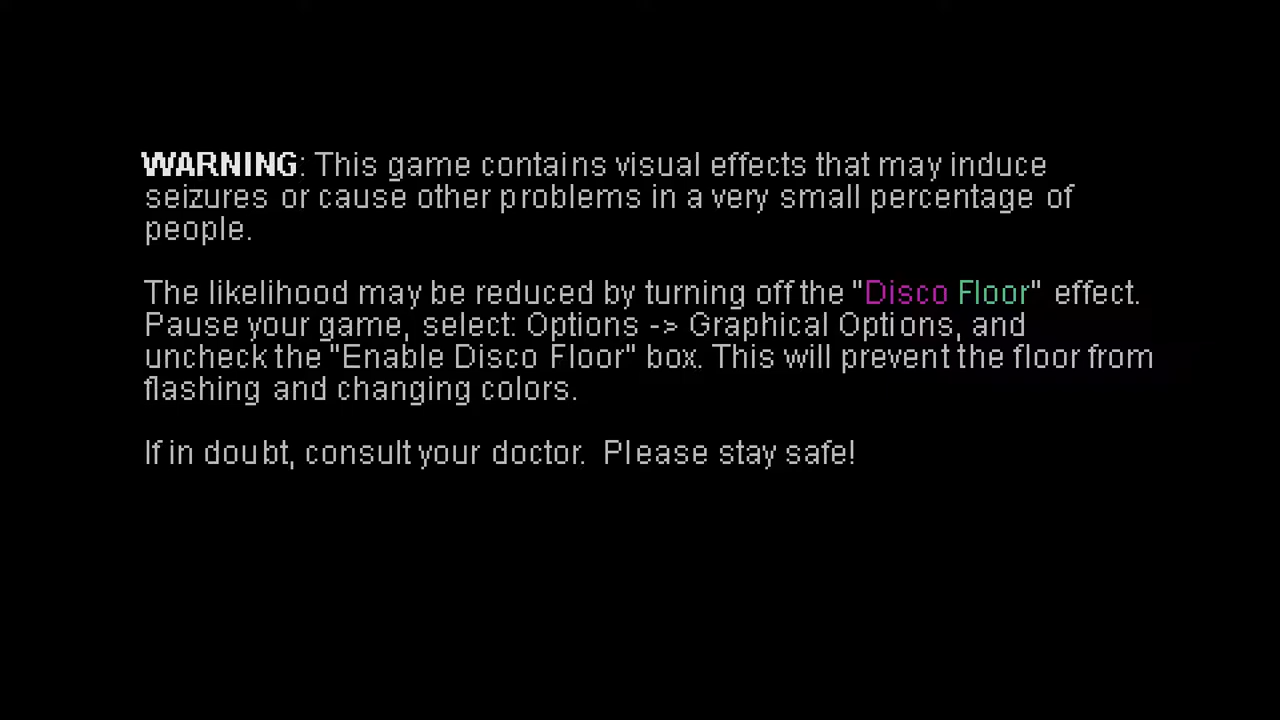 WARNING: This game contains visual effects that may induce
seizures or cause other problems in a very small percentage of
people.
The likelihood may be reduced by turning off the "Disco Floor" effect.
Pause your game, select: Options -> Graphical Options, and
uncheck the "Enable Disco Floor" box. This will prevent the floor from
flashing and changing colors.
If in doubt, consult your doctor.  Please stay safe!